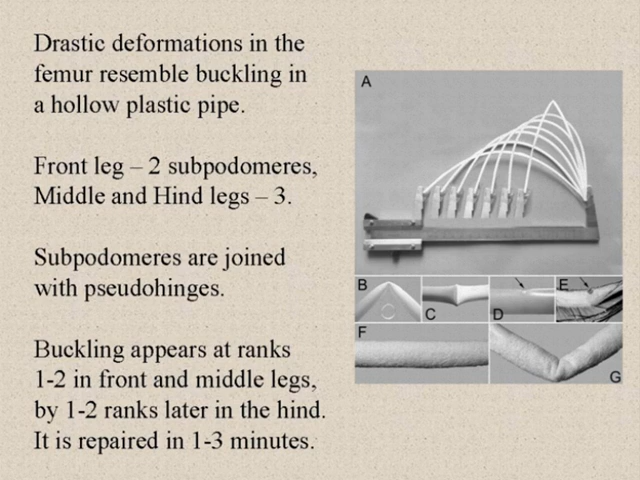 Drastic deformations in the
femur resemble buckling in
a hollow plastic pipe.
Front leg – 2 subpodomeres,
Middle and Hind legs – 3.
Subpodomeres are joined
with pseudohinges.
Buckling appears at ranks
1-2 in front and middle legs,
by 1-2 ranks later in the hind.
It is repaired in 1-3 minutes.
A
B
C
D
E
F
G